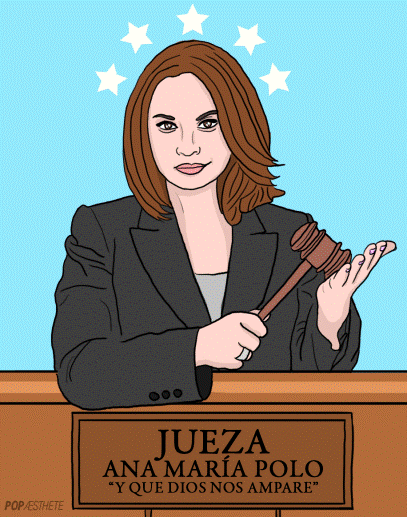 JUEZA
ANA MARÍA POLO
“Y QUE DIOS NOS AMPARE”
POPÆSTHETE